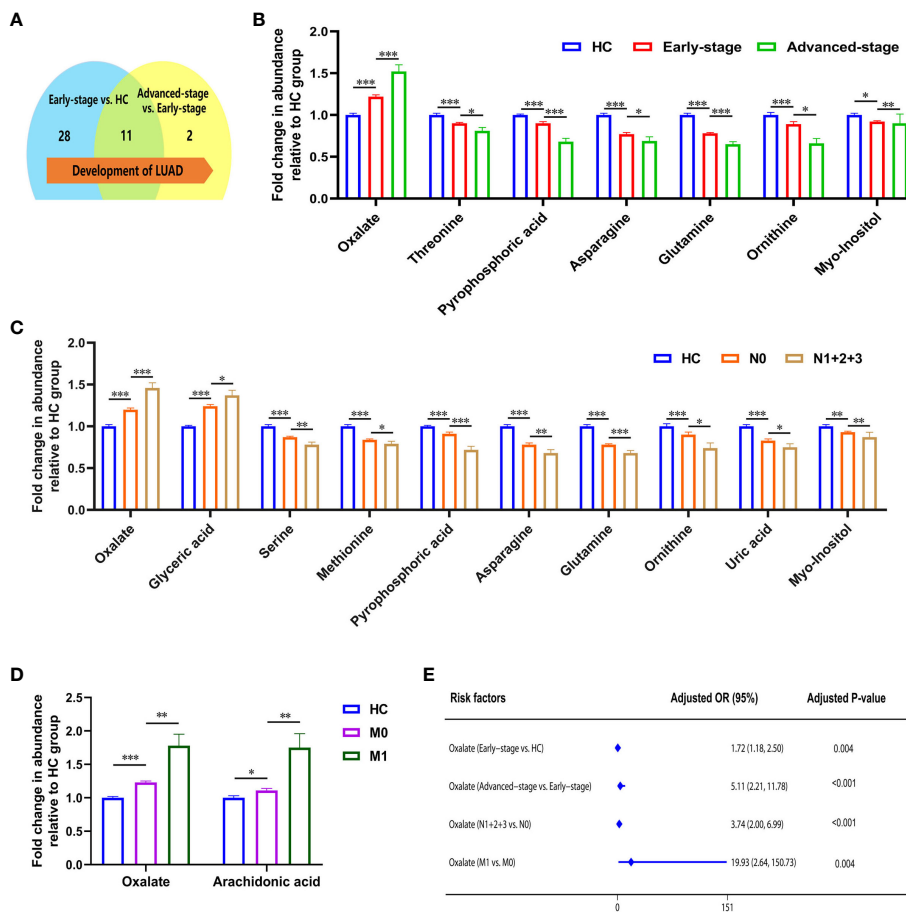 A
Early-stage vs. HC
Advanced-stage
vs. Early-stage
28
11
2
Development of LUAD
B
HC
Early-stage
Advanced-stage
Fold change in abundance
relative to HC group
2.0
1.5
1.0
0.5
0.0
*** ***
*** *
*** ***
*** *
*** ***
*** *
* **
Oxalate
Threonine
Pyrophosphoric acid
Asparagine
Glutamine
Ornithine
Myo-Inositol
C
HC
N0
N1+2+3
Fold change in abundance
relative to HC group
2.0
1.5
1.0
0.5
0.0
*** ***
*** *
*** **
*** *
*** ***
*** **
*** ***
*** *
*** *
** **
Oxalate
Glyceric acid
Serine
Methionine
Pyrophosphoric acid
Asparagine
Glutamine
Ornithine
Uric acid
Myo-Inositol
D
HC
M0
M1
Fold change in abundance
relative to HC group
2.5
2.0
1.5
1.0
0.5
0.0
*** **
* **
Oxalate
Arachidonic acid
E
Risk factors Adjusted OR (95%) Adjusted P-value
Oxalate (Early−stage vs. HC) 1.72 (1.18, 2.50) 0.004
Oxalate (Advanced−stage vs. Early−stage) 5.11 (2.21, 11.78) <0.001
Oxalate (N1+2+3 vs. N0) 3.74 (2.00, 6.99) <0.001
Oxalate (M1 vs. M0) 19.93 (2.64, 150.73) 0.004
0 151